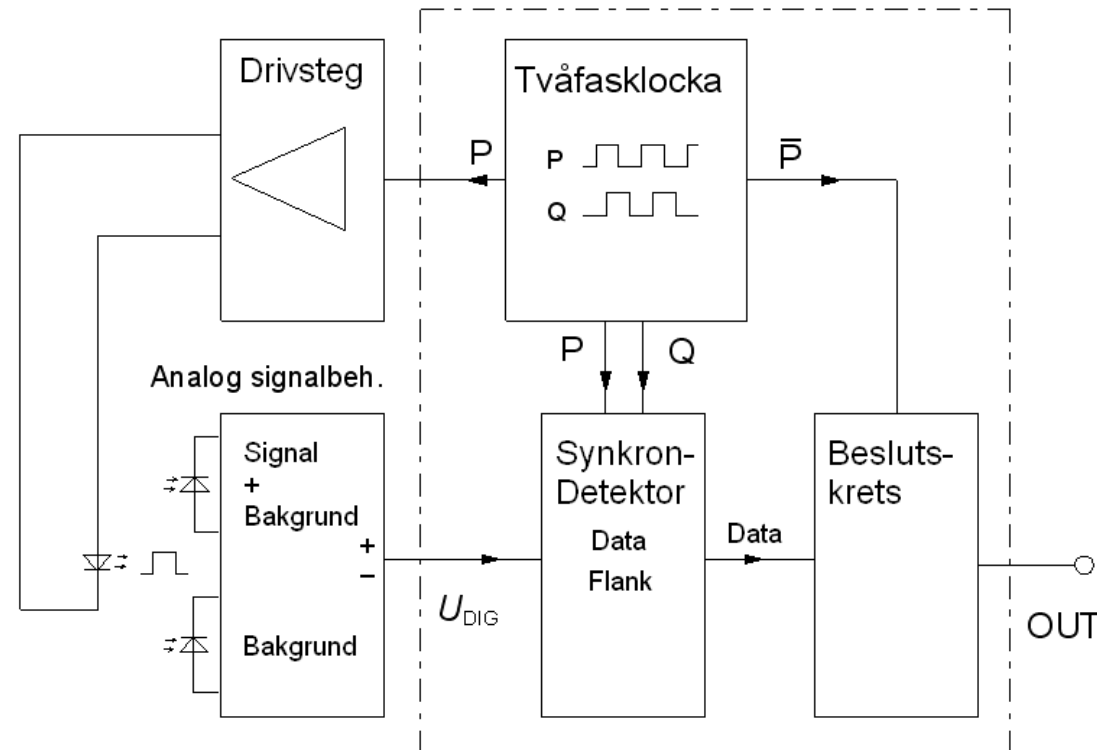 Drivsteg
Tvåfasklocka
P
Q
P
P̅
P
Q
Analog signalbeh.
Signal
+
Bakgrund
+
−
Bakgrund
U_DIG
Synkron-
Detektor
Data
Flank
Data
Besluts-
krets
OUT